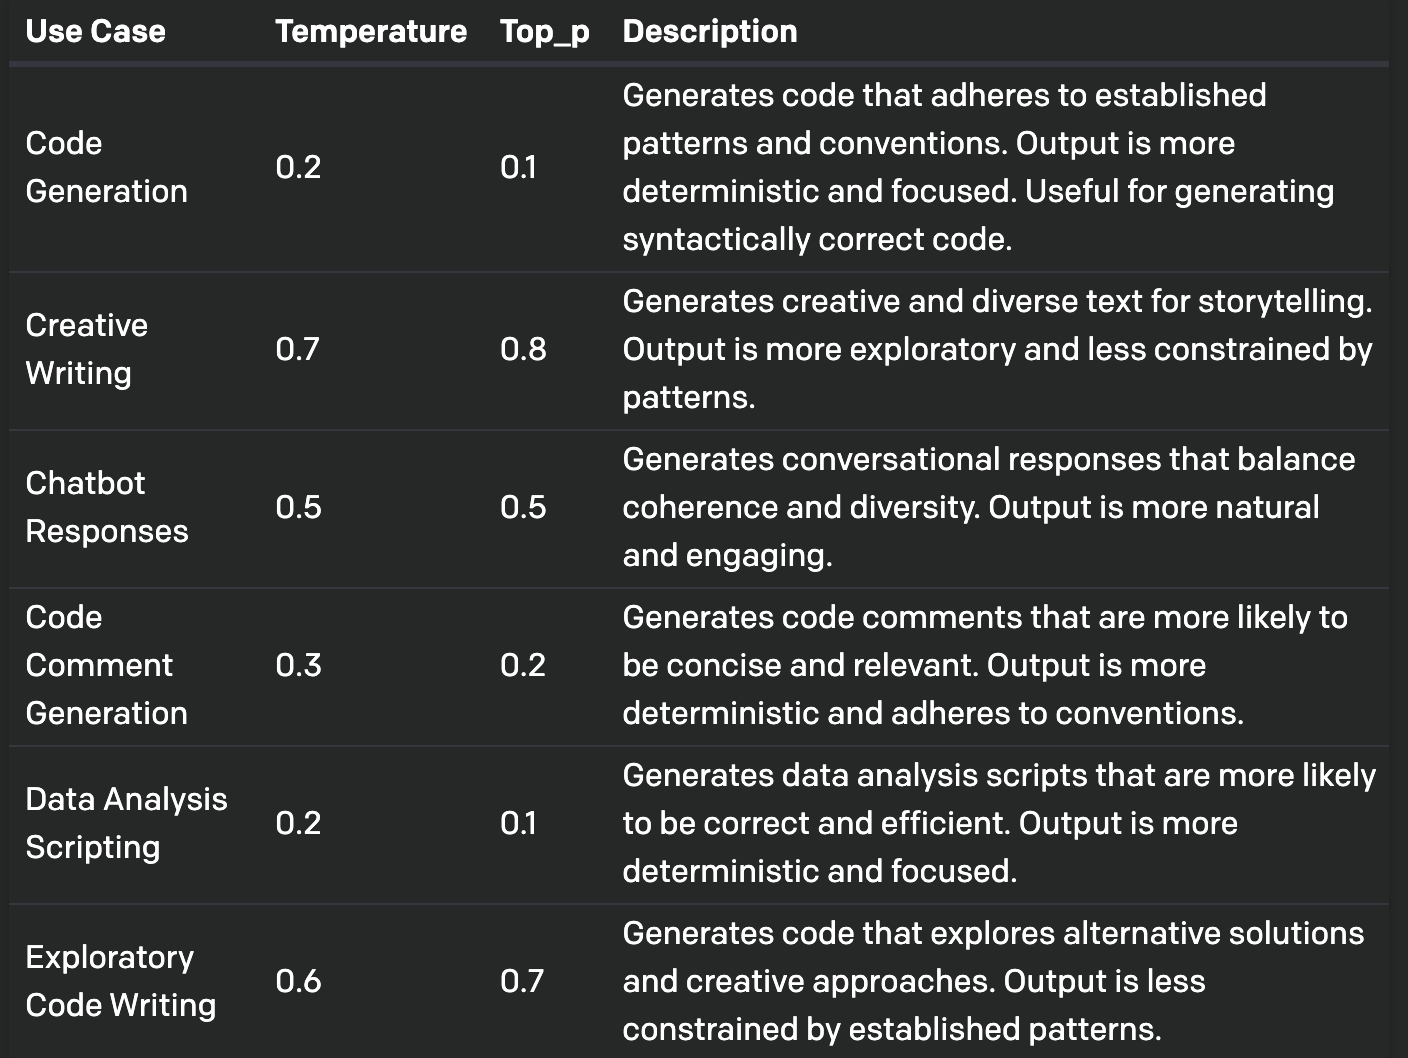 Use Case Temperature Top_p Description
Code Generation 0.2 0.1 Generates code that adheres to established
patterns and conventions. Output is more
deterministic and focused. Useful for generating
syntactically correct code.
Creative Writing 0.7 0.8 Generates creative and diverse text for storytelling.
Output is more exploratory and less constrained by
patterns.
Chatbot Responses 0.5 0.5 Generates conversational responses that balance
coherence and diversity. Output is more natural
and engaging.
Code Comment Generation 0.3 0.2 Generates code comments that are more likely to
be concise and relevant. Output is more
deterministic and adheres to conventions.
Data Analysis Scripting 0.2 0.1 Generates data analysis scripts that are more likely
to be correct and efficient. Output is more
deterministic and focused.
Exploratory Code Writing 0.6 0.7 Generates code that explores alternative solutions
and creative approaches. Output is less
constrained by established patterns.